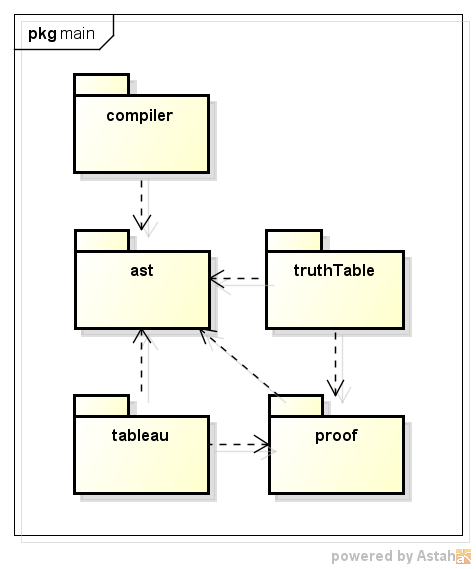 pkg main
compiler
ast
truthTable
tableau
proof
powered by Astah